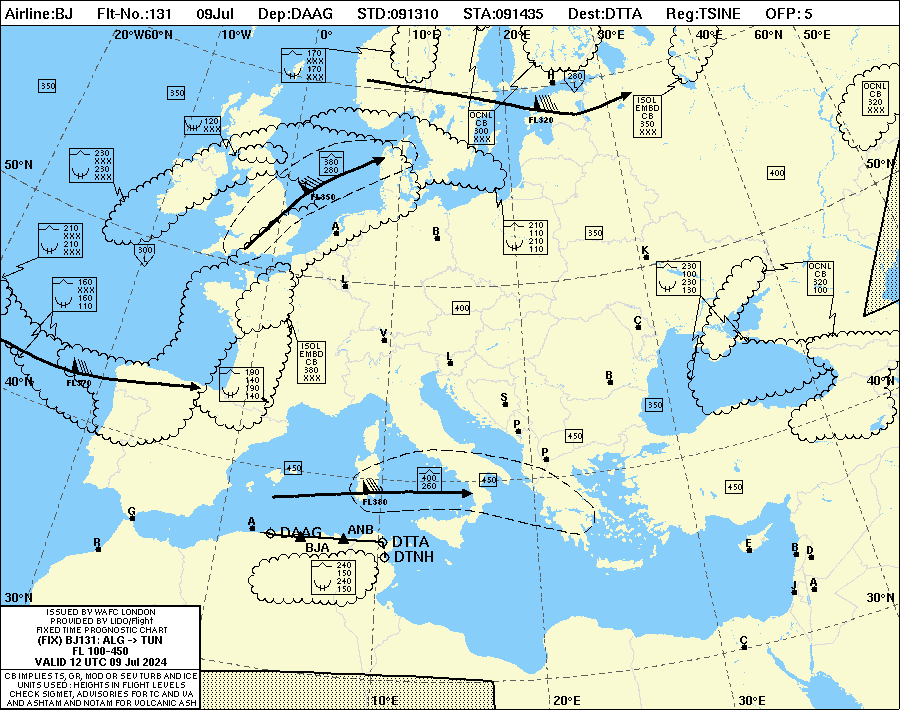 Airline:BJ Flt-No.:131 09Jul Dep:DAAG STD:091310 STA:091435 Dest:DTTA Reg:TSINE OFP: 5
20°W60°N 10°W 0° 10°E 20°E 30°E 40°E 60°N 50°E
170
XXX
170
XXX
H
280
L
350
350
FL320
ISOL
EMBD
CB
350
XXX
OCNL
CB
320
XXX
OCNL
CB
300
XXX
120
XXX
50°N
230
XXX
230
XXX
380
280
FL350
400
50°N
210
XXX
210
XXX
300
L
A
B
210
110
210
110
350
K
160
XXX
160
110
L
230
100
230
130
OCNL
CB
320
100
400
V
C
L
ISOL
EMBD
CB
380
XXX
FL370
40°N
190
140
190
140
B
350
40°N
S
P
450
P
450
400
260
450
450
FL380
G
A
DAAG
BJA
ANB
DTTA
DTNH
R
E
B
D
240
150
240
150
J
A
30°N
30°N
C
ISSUED BY WAFC LONDON
PROVIDED BY LIDO/Flight
FIXED TIME PROGNOSTIC CHART
(FIX) BJ131: ALG -> TUN
FL 100-450
VALID 12 UTC 09 Jul 2024
CB IMPLIES TS, GR, MOD OR SEV TURB AND ICE
UNITS USED : HEIGHTS IN FLIGHT LEVELS
CHECK SIGMET, ADVISORIES FOR TC AND VA
AND ASHTAM AND NOTAM FOR VOLCANIC ASH
10°E 20°E 30°E